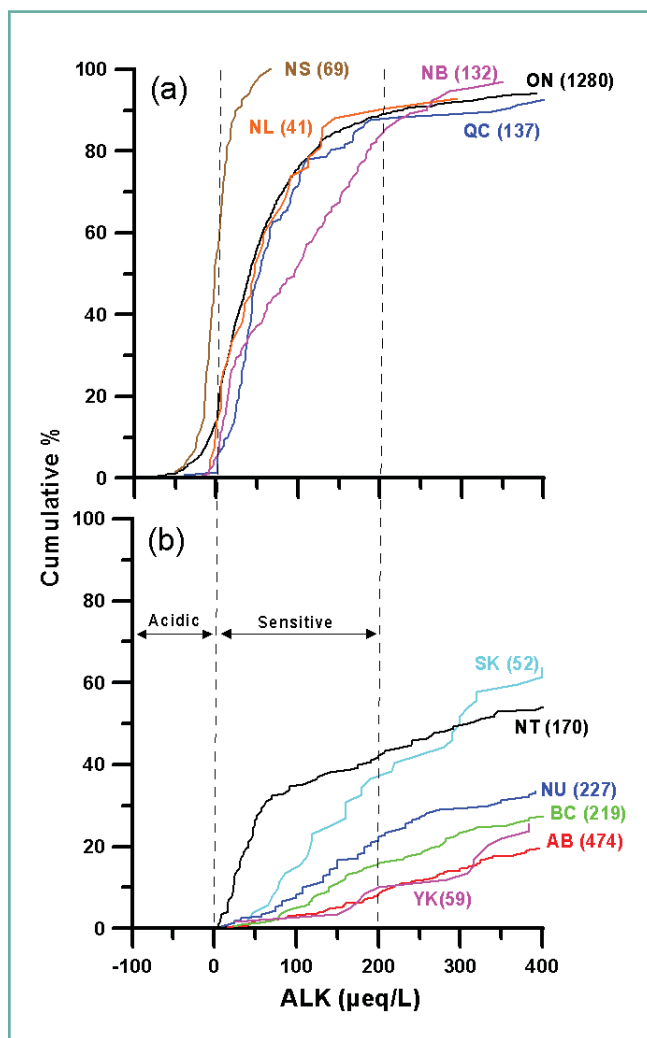 100
80
60
40
20
0
(a)
NS (69)
NB (132)
ON (1280)
NL (41)
QC (137)
Cumulative %
100
80
60
40
20
0
(b)
Acidic
Sensitive
SK (52)
NT (170)
NU (227)
BC (219)
AB (474)
YK(59)
-100
0
100
200
300
400
ALK (µeq/L)